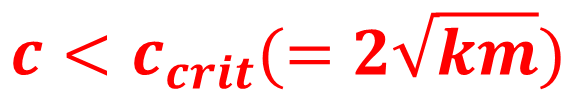 c < c_crit(= 2√km)